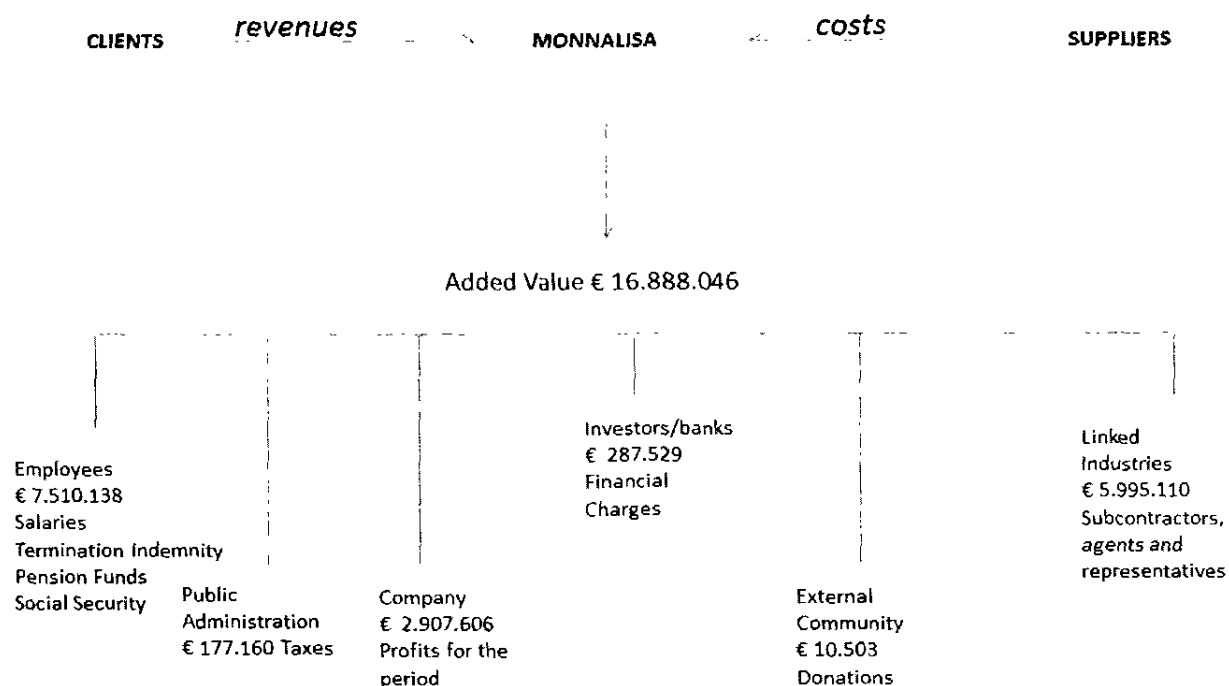 CLIENTS revenues MONNALISA costs SUPPLIERS
Added Value € 16.888.046
Employees
€ 7.510.138
Salaries
Termination Indemnity
Pension Funds
Social Security
Public
Administration
€ 177.160 Taxes
Company
€ 2.907.606
Profits for the
period
Investors/banks
€ 287.529
Financial
Charges
External
Community
€ 10.503
Donations
Linked
Industries
€ 5.995.110
Subcontractors,
agents and
representatives